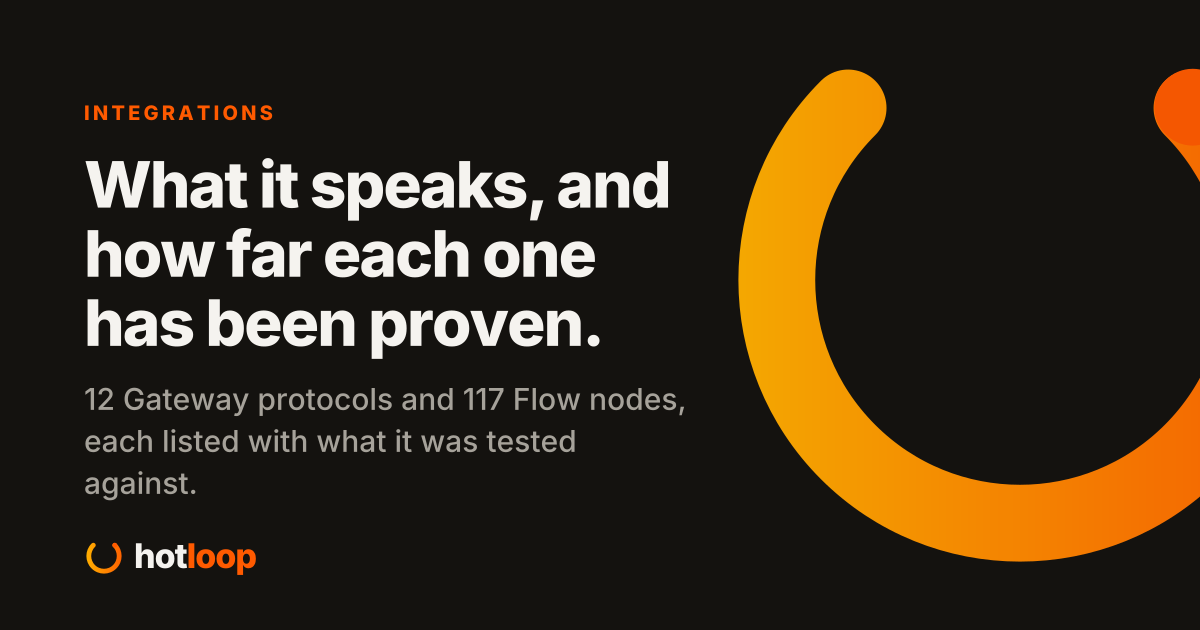 INTEGRATIONS
What it speaks, and
how far each one
has been proven.
12 Gateway protocols and 117 Flow nodes,
each listed with what it was tested
against.
hotloop